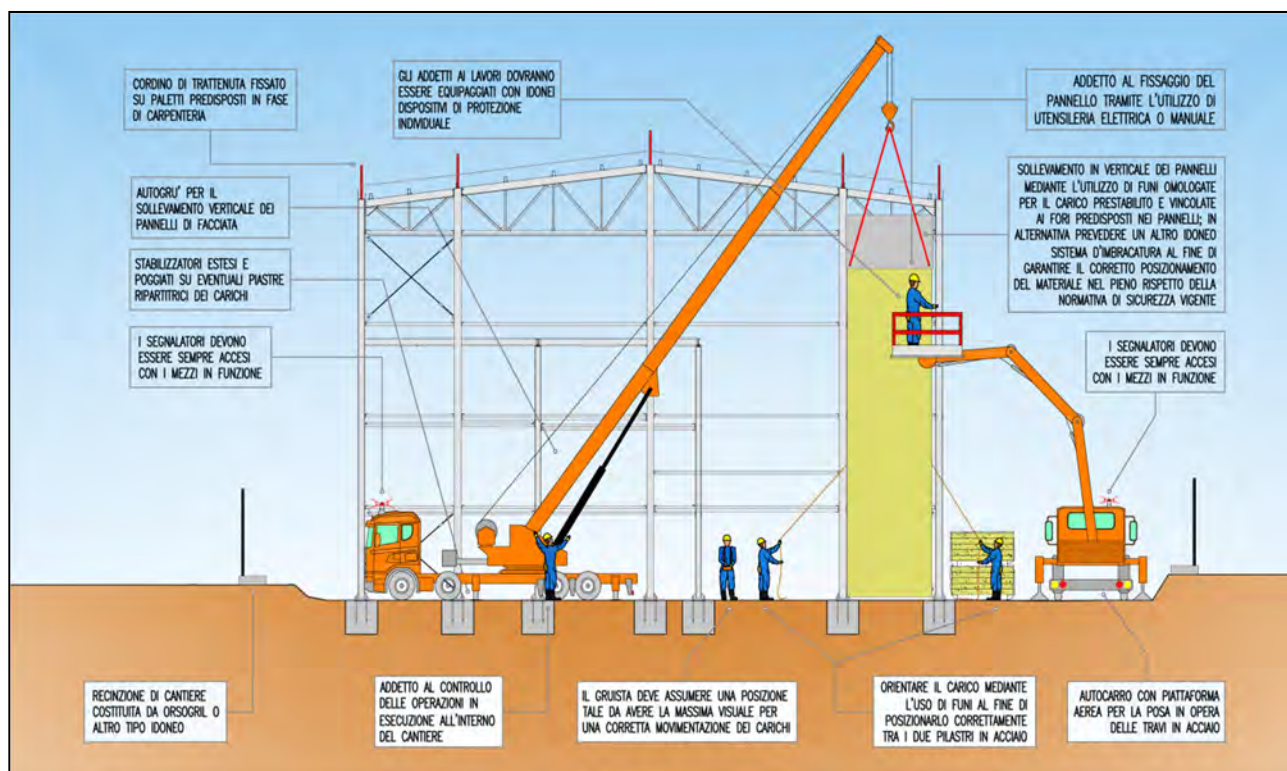 CORDINO DI TRATTENUTA FISSATO
SU PALETTI PREDISPOSTI IN FASE
DI CARPENTERIA
GLI ADDETTI AI LAVORI DOVRANNO
ESSERE EQUIPAGGIATI CON IDONEI
DISPOSITIVI DI PROTEZIONE
INDIVIDUALE
ADDETTO AL FISSAGGIO DEL
PANNELLO TRAMITE L'UTILIZZO DI
UTENSILERIA ELETTRICA O MANUALE
AUTOGRU' PER IL
SOLLEVAMENTO VERTICALE DEI
PANNELLI DI FACCIATA
SOLLEVAMENTO IN VERTICALE DEI PANNELLI
MEDIANTE L'UTILIZZO DI FUNI OMOLOGATE
PER IL CARICO PRESTABILITO E VINCOLATE
AI FORI PREDISPOSTI NEI PANNELLI; IN
ALTERNATIVA PREVEDERE UN ALTRO IDONEO
SISTEMA D'IMBRACATURA AL FINE DI
GARANTIRE IL CORRETTO POSIZIONAMENTO
DEL MATERIALE NEL PIENO RISPETTO DELLA
NORMATIVA DI SICUREZZA VIGENTE
STABILIZZATORI ESTESI E
POGGIATI SU EVENTUALI PIASTRE
RIPARTITRICI DEI CARICHI
I SEGNALATORI DEVONO
ESSERE SEMPRE ACCESI
CON I MEZZI IN FUNZIONE
I SEGNALATORI DEVONO
ESSERE SEMPRE ACCESI
CON I MEZZI IN FUNZIONE
RECINZIONE DI CANTIERE
COSTITUITA DA ORSOGRIL O
ALTRO TIPO IDONEO
ADDETTO AL CONTROLLO
DELLE OPERAZIONI IN
ESECUZIONE ALL'INTERNO
DEL CANTIERE
IL GRUISTA DEVE ASSUMERE UNA POSIZIONE
TALE DA AVERE LA MASSIMA VISUALE PER
UNA CORRETTA MOVIMENTAZIONE DEI CARICHI
ORIENTARE IL CARICO MEDIANTE
L'USO DI FUNI AL FINE DI
POSIZIONARLO CORRETTAMENTE
TRA I DUE PILASTRI IN ACCIAIO
AUTOCARRO CON PIATTAFORMA
AEREA PER LA POSA IN OPERA
DELLE TRAVI IN ACCIAIO